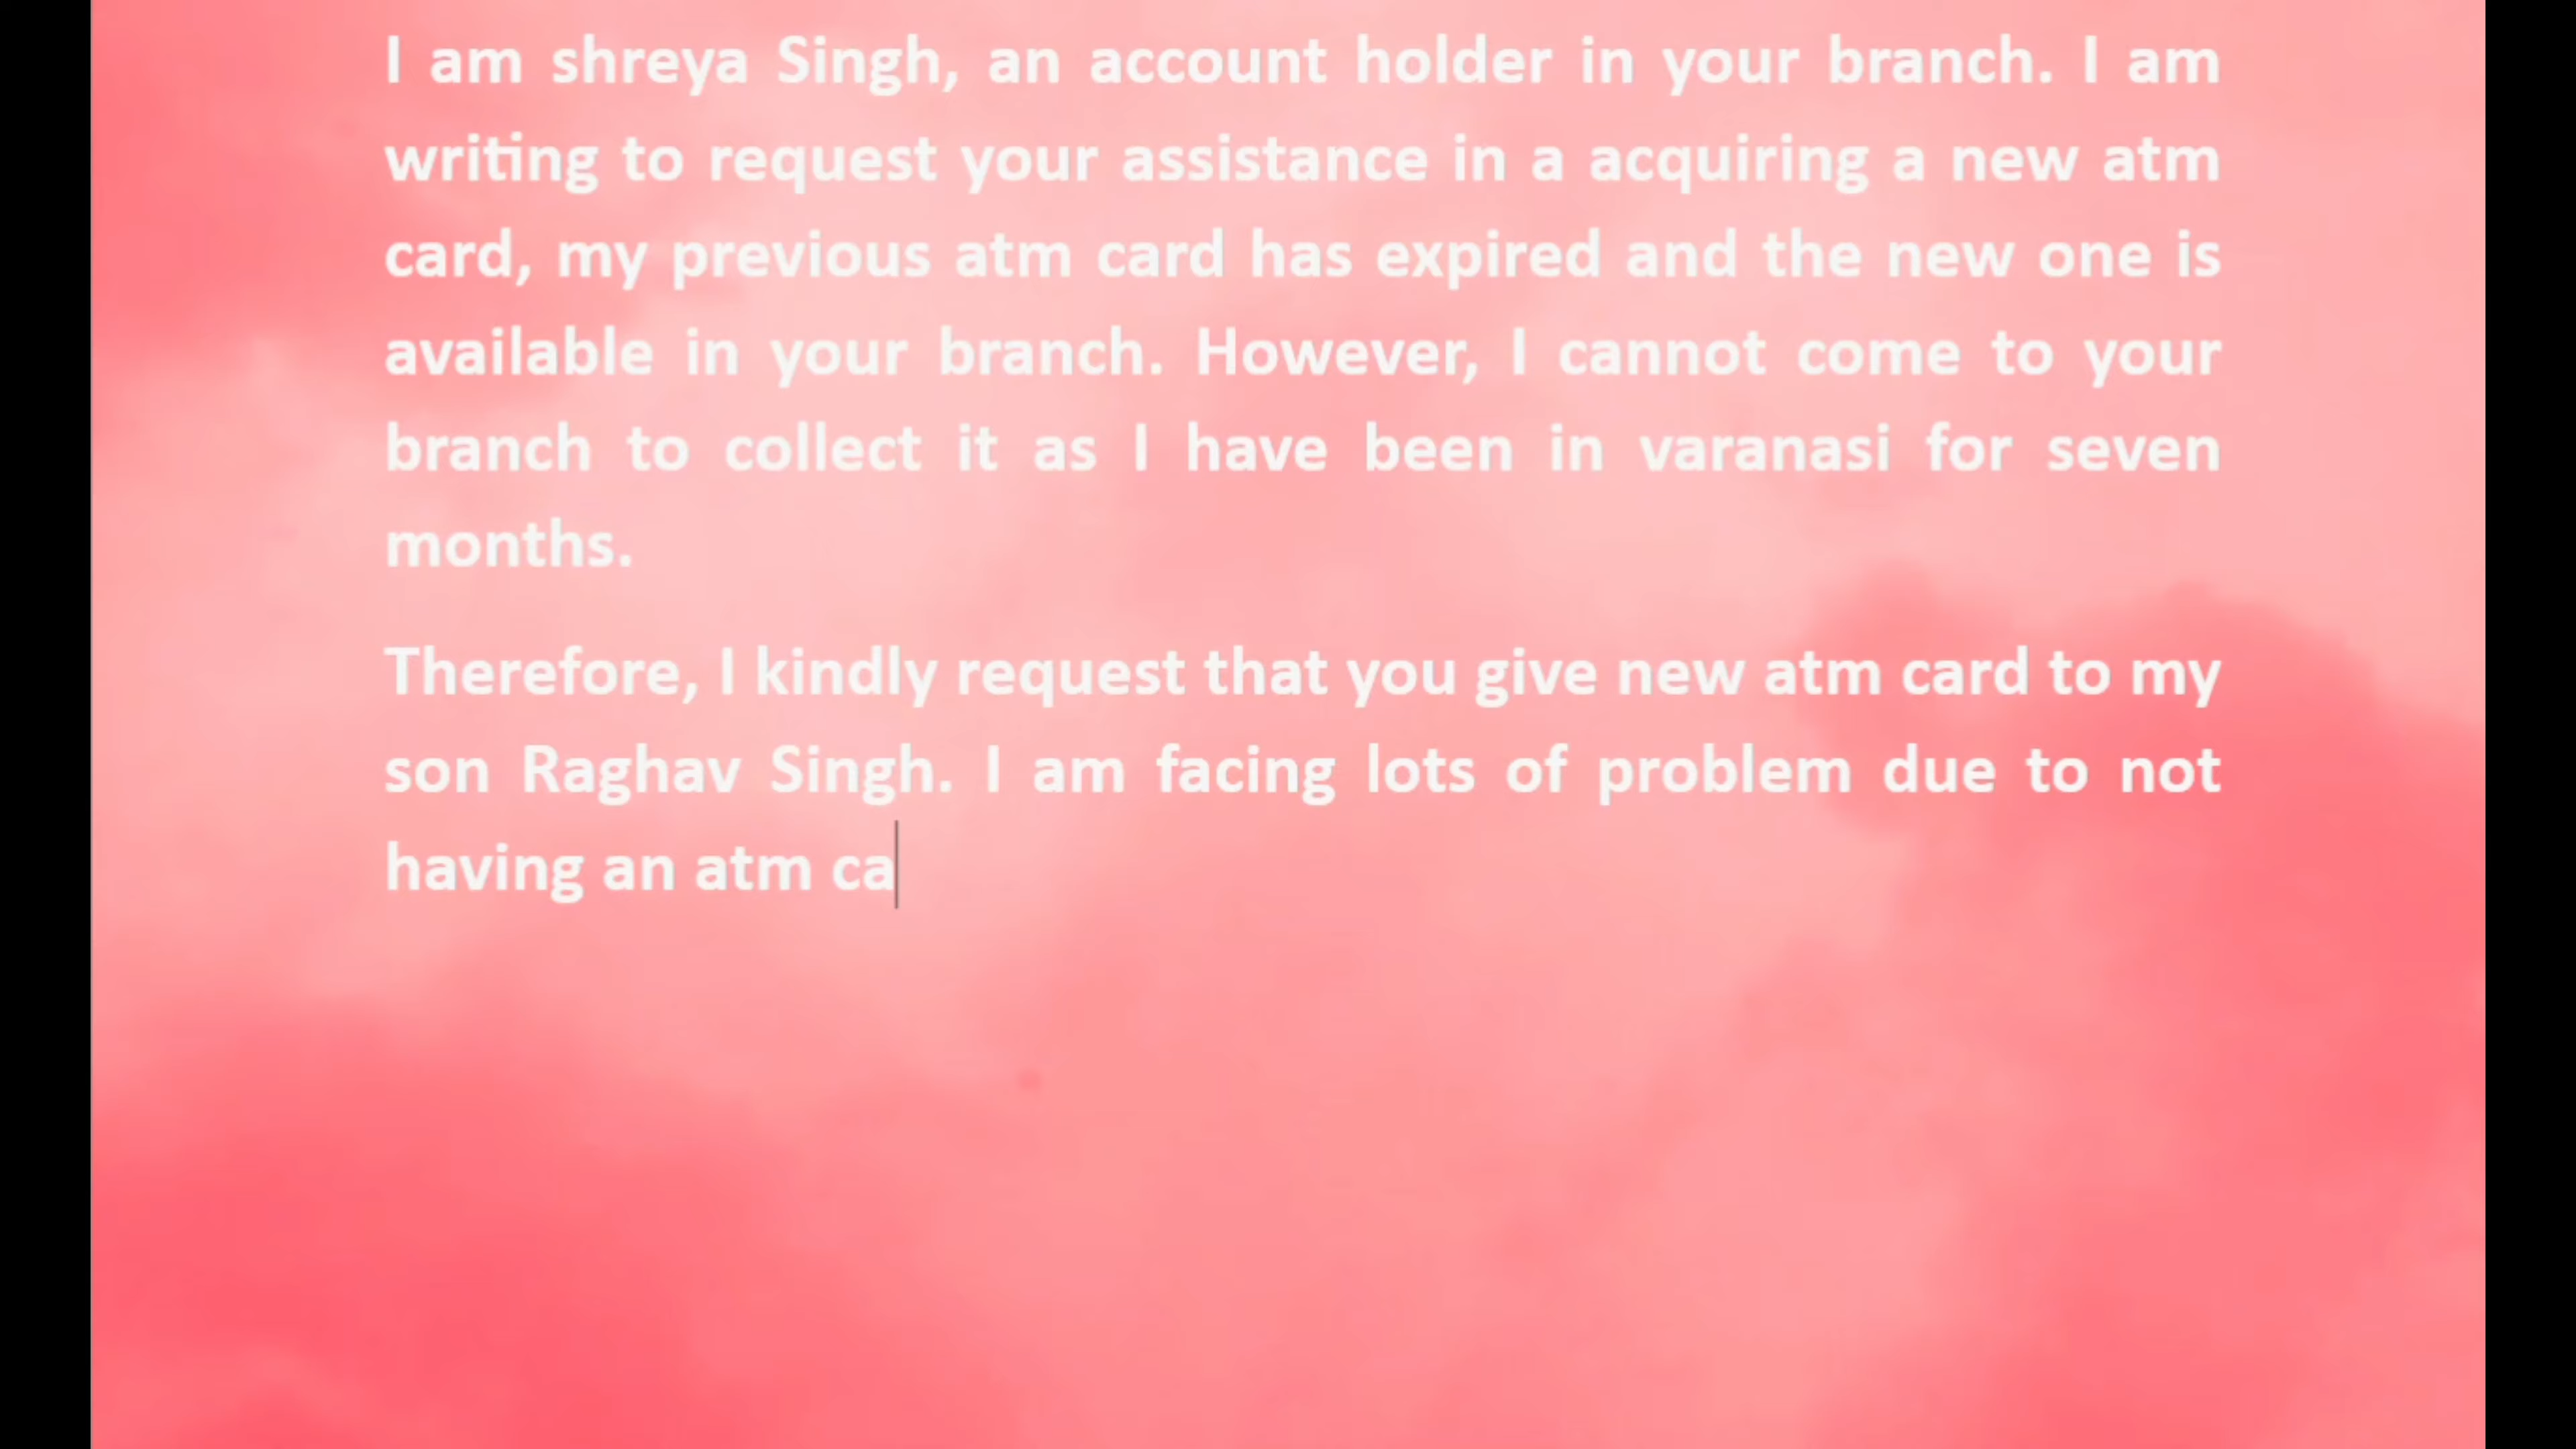 I am shreya Singh, an account holder in your branch. I am
writing to request your assistance in a acquiring a new atm
card, my previous atm card has expired and the new one is
available in your branch. However, I cannot come to your
branch to collect it as I have been in varanasi for seven
months.
Therefore, I kindly request that you give new atm card to my
son Raghav Singh. I am facing lots of problem due to not
having an atm ca